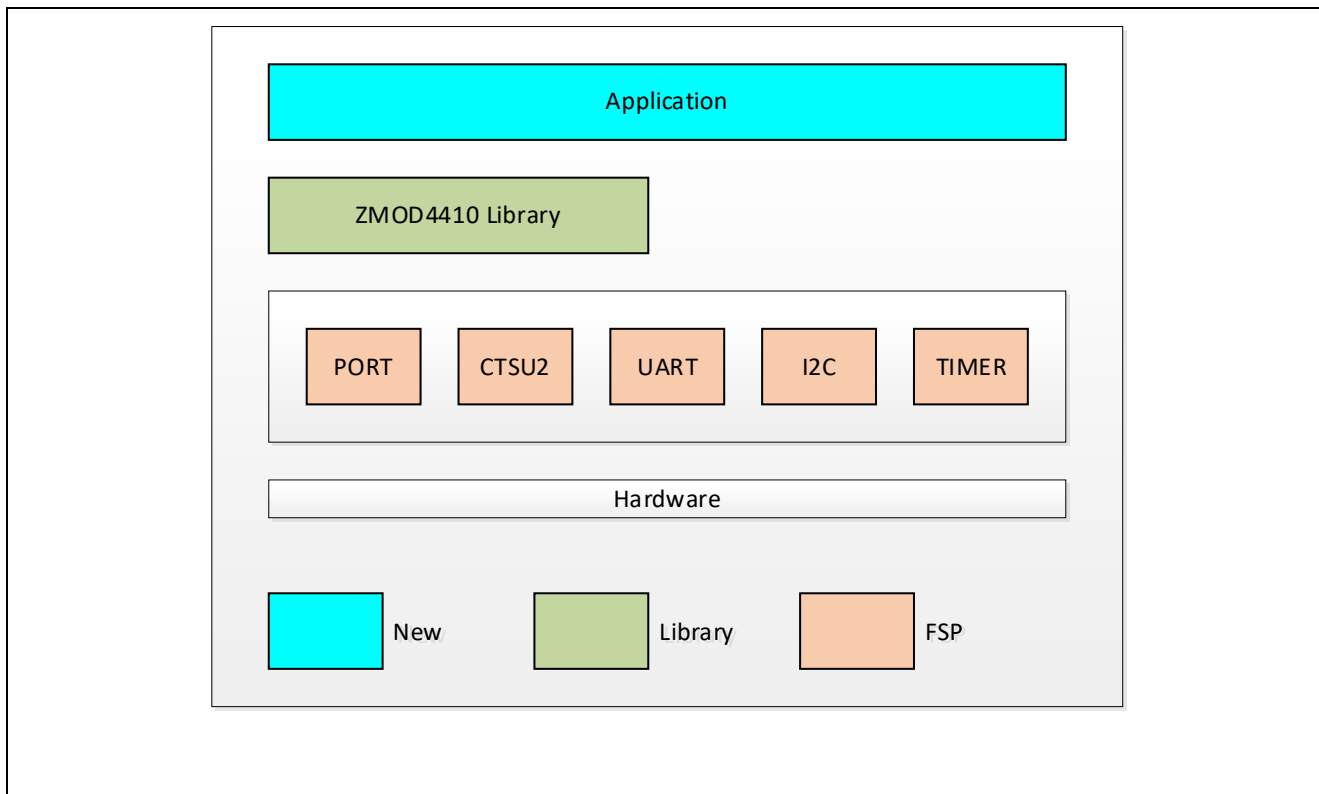 Application
ZMOD4410 Library
PORT CTSU2 UART I2C TIMER
Hardware
New Library FSP